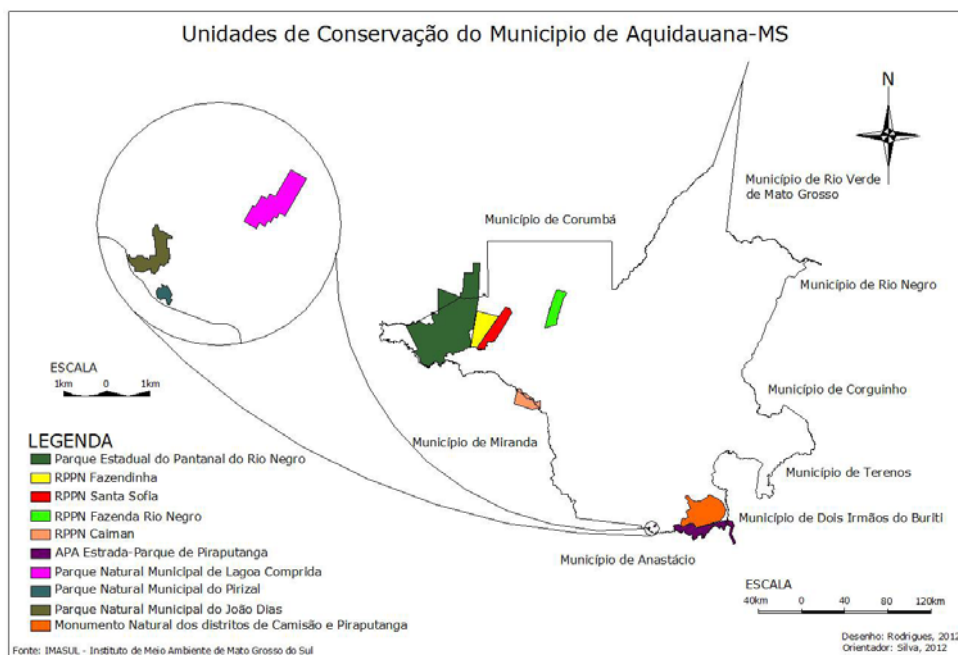 Unidades de Conservação do Municipio de Aquidauana-MS
N
Município de Rio Verde
de Mato Grosso
Município de Corumbá
Município de Rio Negro
ESCALA
1km 0 1km
Município de Corguinho
Município de Miranda
LEGENDA
Parque Estadual do Pantanal do Rio Negro
RPPN Fazendinha
RPPN Santa Sofia
RPPN Fazenda Rio Negro
RPPN Caiman
APA Estrada-Parque de Piraputanga
Parque Natural Municipal de Lagoa Comprida
Parque Natural Municipal do Pirizal
Parque Natural Municipal do João Dias
Monumento Natural dos distritos de Camisão e Piraputanga
Município de Terenos
Município de Dois Irmãos do Buriti
Município de Anastácio
ESCALA
40km 0 40 80 120km
Fonte: IMASUL - Instituto de Meio Ambiente de Mato Grosso do Sul
Desenho: Rodrigues, 2012
Orientador: Silva, 2012